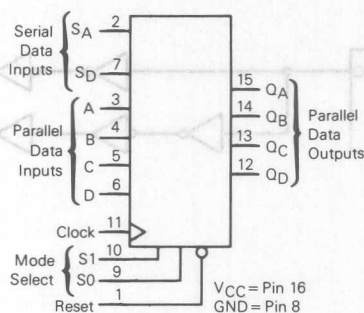 Serial Data Inputs
SA 2
SD 7
Parallel Data Inputs
A 3
B 4
C 5
D 6
Clock 11
Mode Select
S1 10
S0 9
Reset 1
15 QA
14 QB
13 QC
12 QD
Parallel Data Outputs
VCC = Pin 16
GND = Pin 8